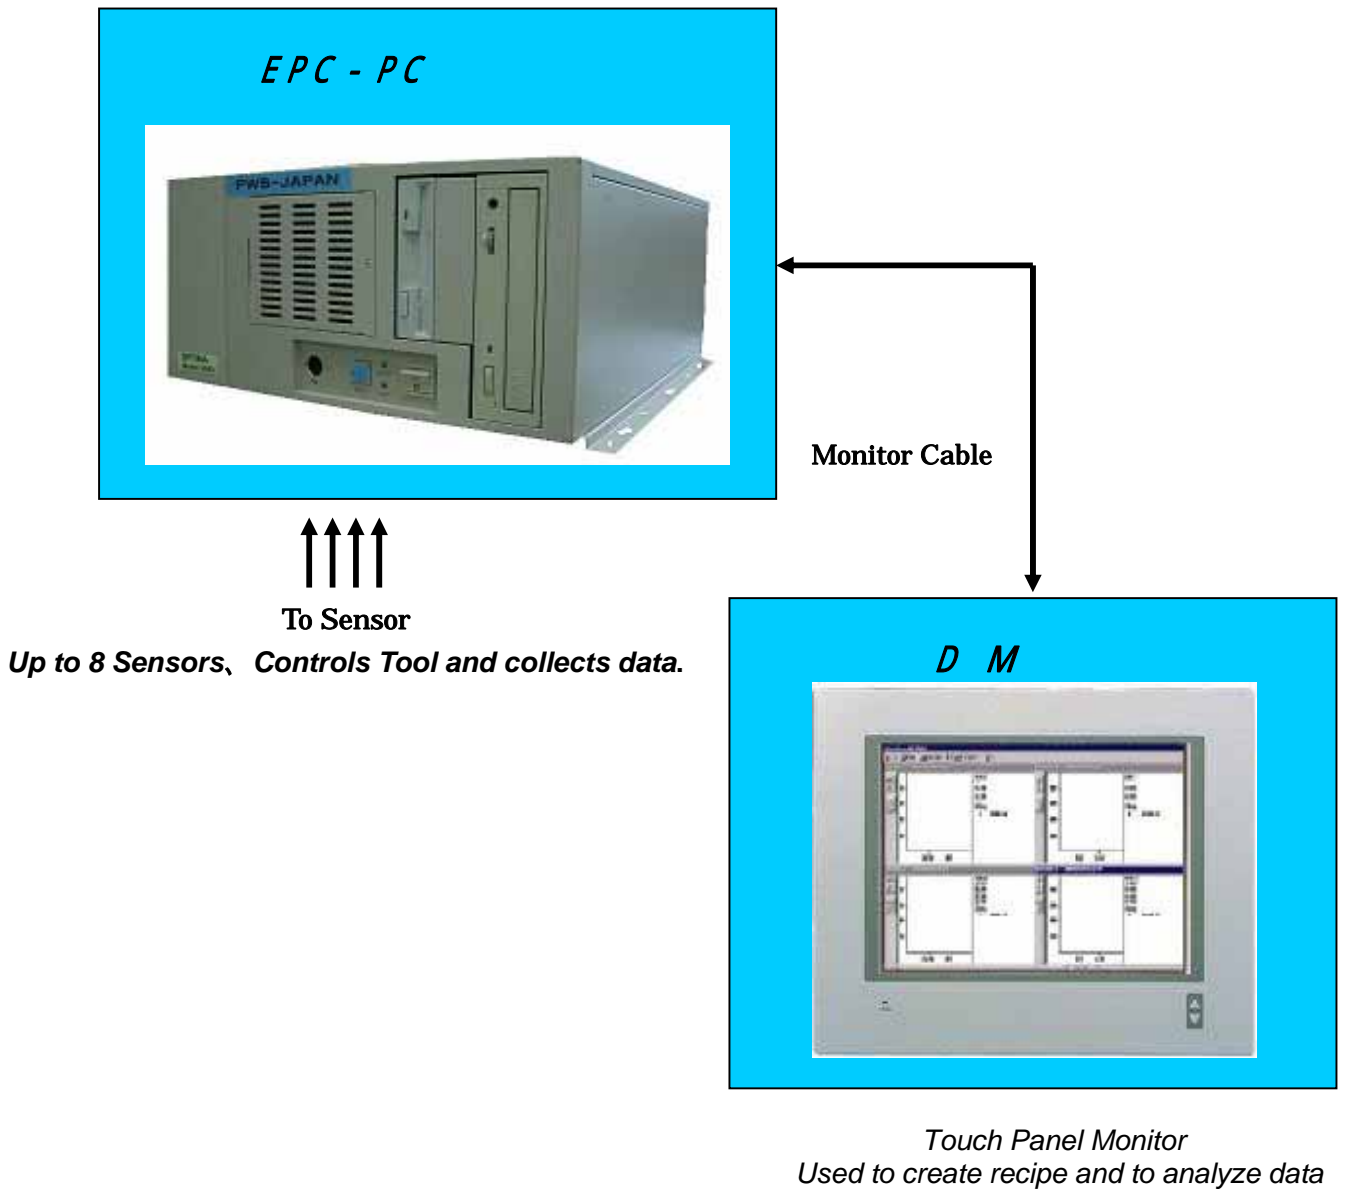 EPC-PC
PWS-JAPAN
Monitor Cable
To Sensor
Up to 8 Sensors、 Controls Tool and collects data.
D M
Touch Panel Monitor
Used to create recipe and to analyze data